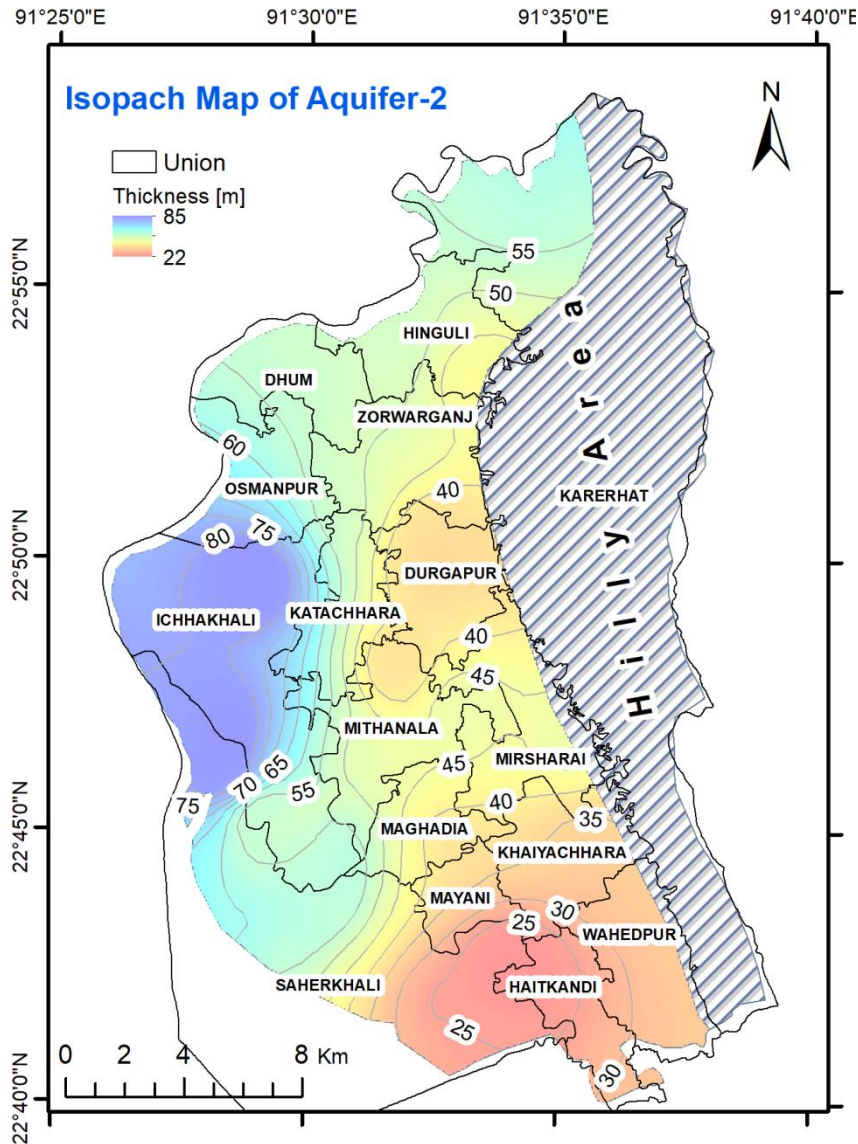 91°25'0"E 91°30'0"E 91°35'0"E 91°40'0"E
Isopach Map of Aquifer-2
N
Union
Thickness [m]
85
22
22°55'0"N
22°50'0"N
22°45'0"N
22°40'0"N
55
50
HINGULI
DHUM
ZORWARGANJ
60
OSMANPUR
40
KARERHAT
Hilly Area
80
75
DURGAPUR
ICHHAKHALI
KATACHHARA
40
45
MITHANALA
MIRSHARAI
45
65
70
55
75
40
35
MAGHADIA
KHAIYACHHARA
MAYANI
30
25
WAHEDPUR
SAHERKHALI
HAITKANDI
25
30
0 2 4 8 Km